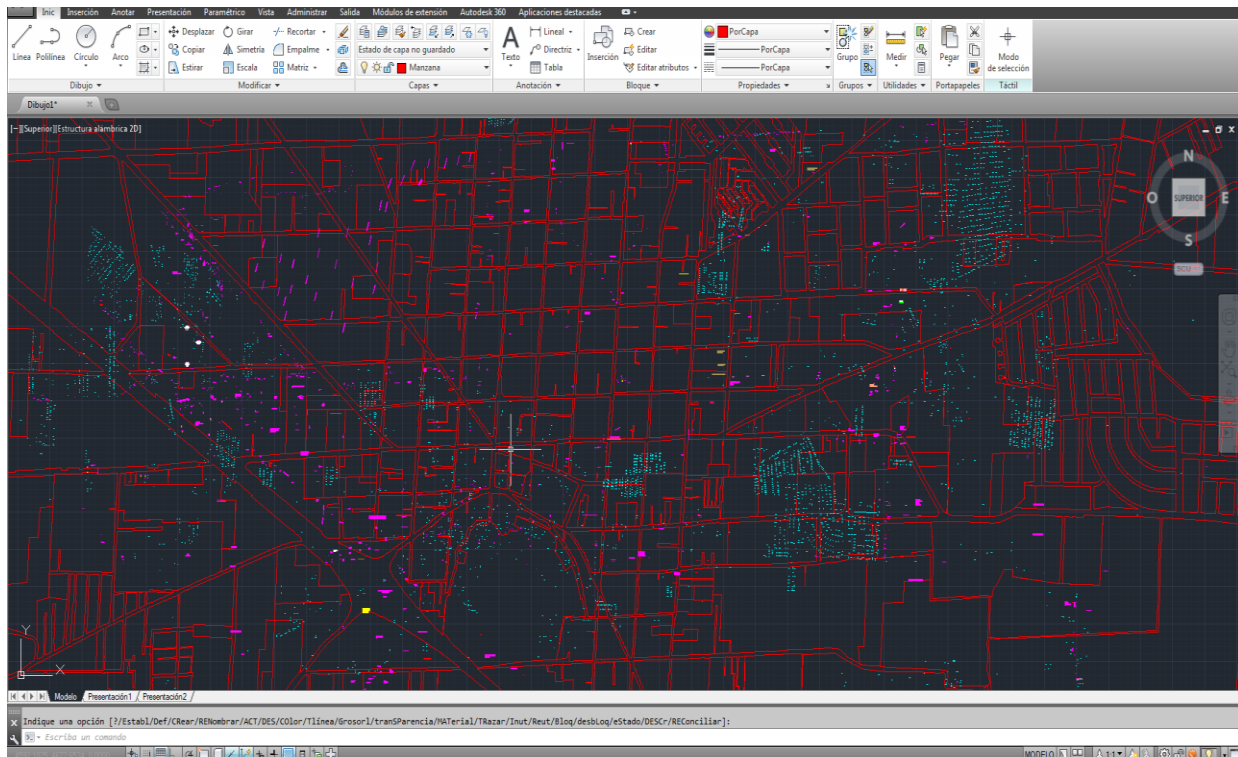 Inic Inserción Anotar Presentación Paramétrico Vista Administrar Salida Módulos de extensión Autodesk 360 Aplicaciones destacadas
Línea Polilínea Círculo Arco
Desplazar Girar Recortar
Copiar Simetría Empalme
Estirar Escala Matriz
Estado de capa no guardado
Manzana
Texto
Lineal
Directriz
Tabla
Inserción
Crear
Editar
Editar atributos
PorCapa
PorCapa
PorCapa
Grupo
Medir
Pegar
Modo
de selección
Dibujo Modificar Capas Anotación Bloque Propiedades Grupos Utilidades Portapapeles Táctil
Dibujo1*
[-][Superior][Estructura alámbrica 2D]
N
O SUPERIOR E
S
SCU
Y
X
Modelo Presentación1 Presentación2
Indique una opción [?/Establ/Def/CRear/RENombrar/ACT/DES/COlor/Tlínea/Grosorl/tranSParencia/MATerial/TRazar/Inut/Reut/Bloq/desbLoq/eStado/DESCr/REConciliar]:
Escriba un comando
MODELO 1:1